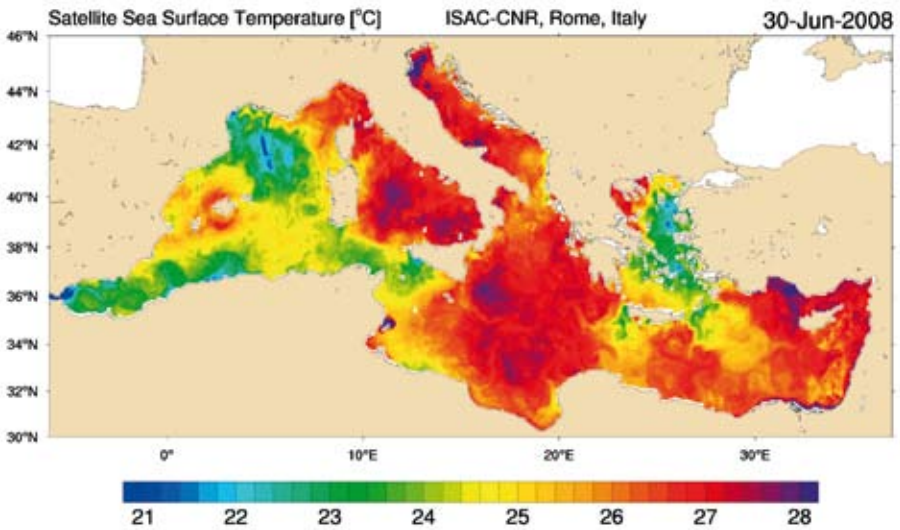 Satellite Sea Surface Temperature [°C] ISAC-CNR, Rome, Italy 30-Jun-2008
46°N
44°N
42°N
40°N
38°N
36°N
34°N
32°N
30°N
0° 10°E 20°E 30°E
21 22 23 24 25 26 27 28